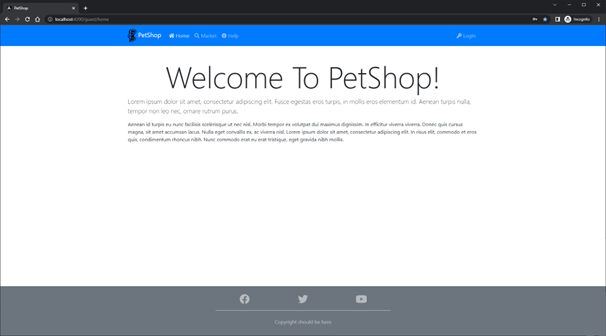 PetShop
localhost:4200/guest/home
Incognito
PetShop
Home
Market
Help
Login
Welcome To PetShop!
Lorem ipsum dolor sit amet, consectetur adipiscing elit. Fusce egestas eros turpis, in mollis eros elementum id. Aenean turpis nulla,
tempor non leo nec, ornare rutrum purus.
Aenean id turpis eu nunc facilisis scelerisque ut nec nisl. Morbi tempor ex volutpat dui maximus dignissim. In efficitur viverra viverra. Donec quis cursus
magna, sit amet accumsan lacus. Nulla eget convallis ex, ac viverra nisl. Lorem ipsum dolor sit amet, consectetur adipiscing elit. In risus elit, commodo et eros
quis, condimentum rhoncus nibh. Nunc commodo erat eu erat tristique, eget gravida nibh mollis.
Copyright should be here